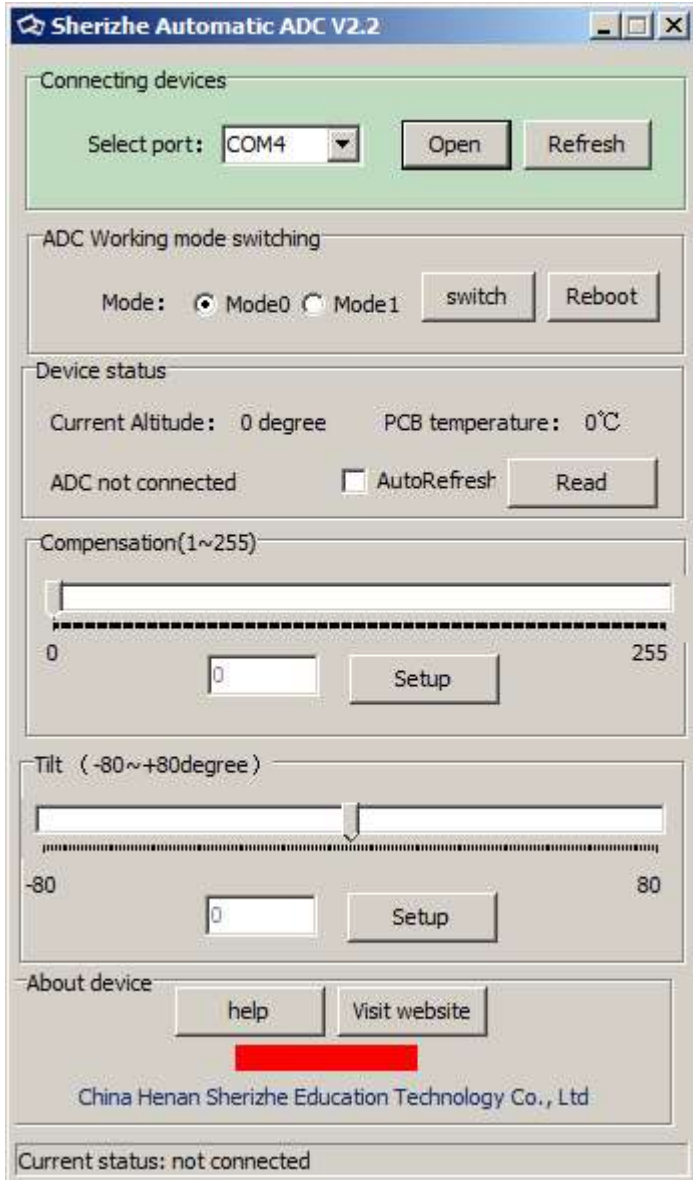 Sherizhe Automatic ADC V2.2
Connecting devices
Select port: COM4 Open Refresh
ADC Working mode switching
Mode: Mode0 Mode1 switch Reboot
Device status
Current Altitude: 0 degree PCB temperature: 0℃
ADC not connected AutoRefresh Read
Compensation(1~255)
0 255
0 Setup
Tilt（-80~+80degree）
-80 80
0 Setup
About device
help Visit website
China Henan Sherizhe Education Technology Co., Ltd
Current status: not connected